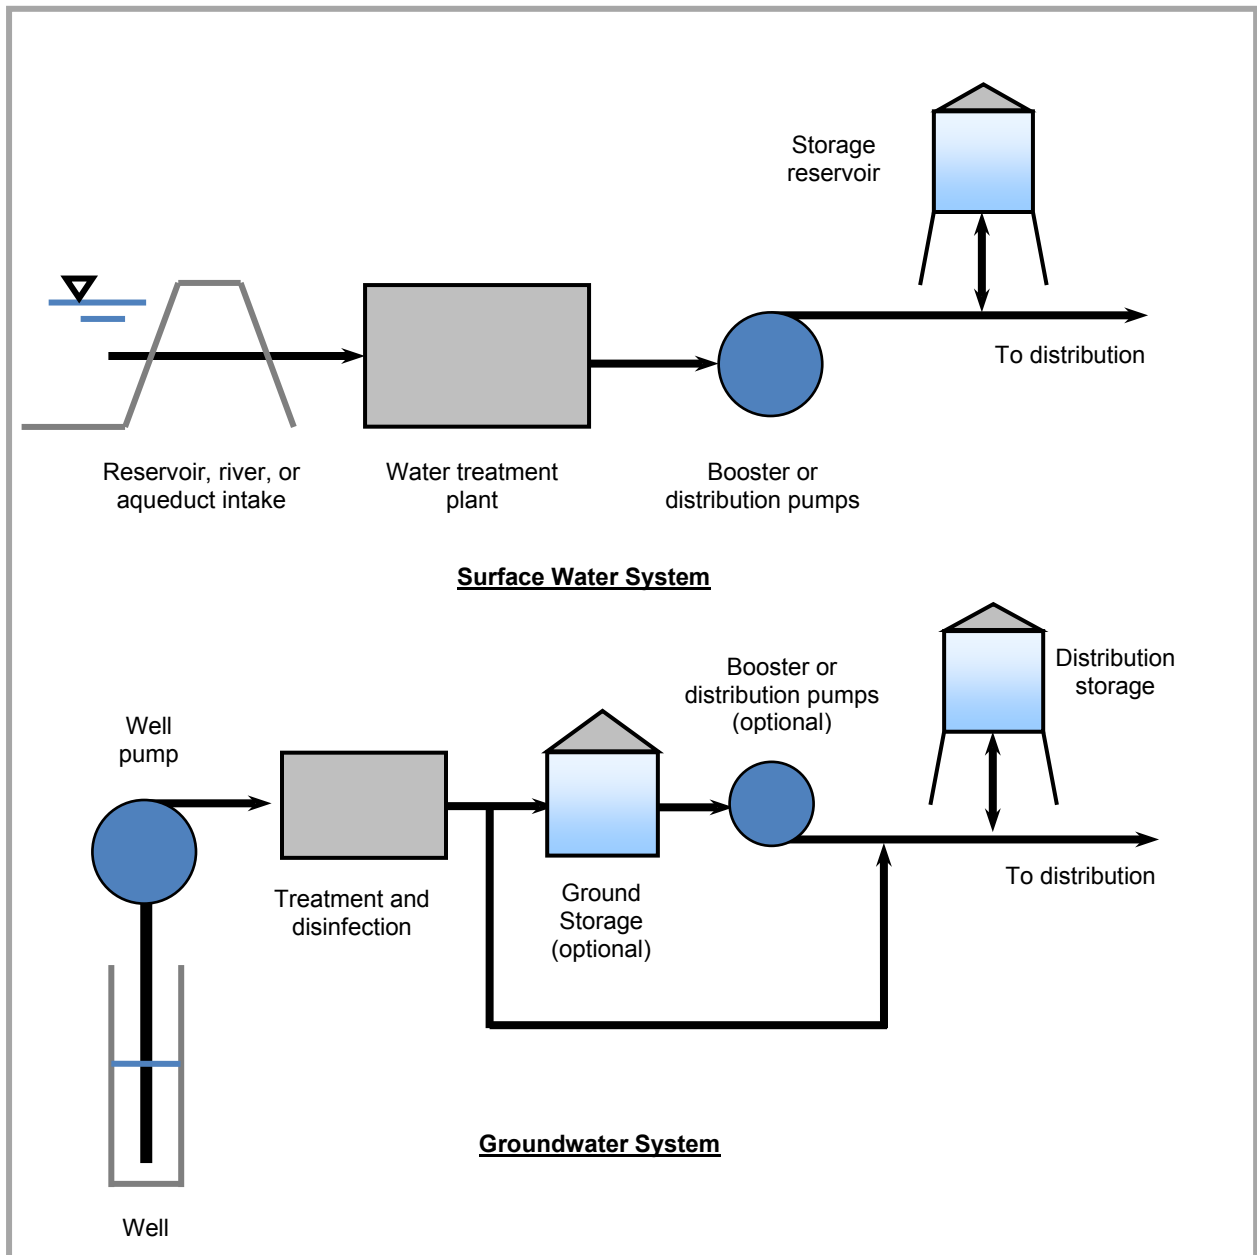 Storage
reservoir
To distribution
Reservoir, river, or
aqueduct intake
Water treatment
plant
Booster or
distribution pumps
Surface Water System
Well
pump
Treatment and
disinfection
Ground
Storage
(optional)
Booster or
distribution pumps
(optional)
Distribution
storage
To distribution
Groundwater System
Well